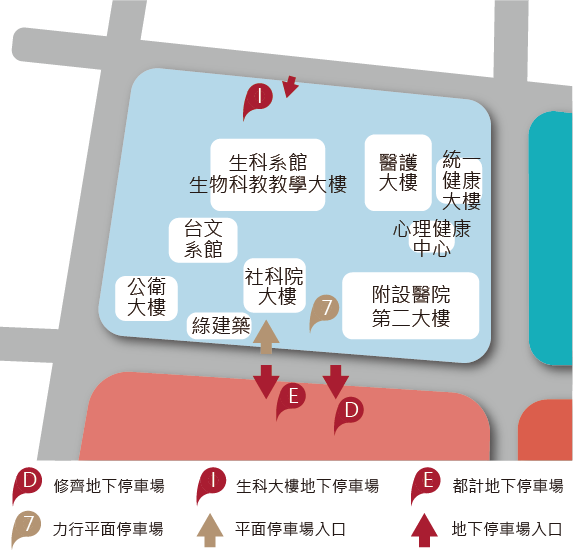 I
生科系館
生物科教教學大樓
醫護
大樓
統一
健康
大樓
台文
系館
心理健康
中心
社科院
大樓
公衛
大樓
附設醫院
第二大樓
7
綠建築
E
D
D 修齊地下停車場 I 生科大樓地下停車場 E 都計地下停車場
7 力行平面停車場 平面停車場入口 地下停車場入口